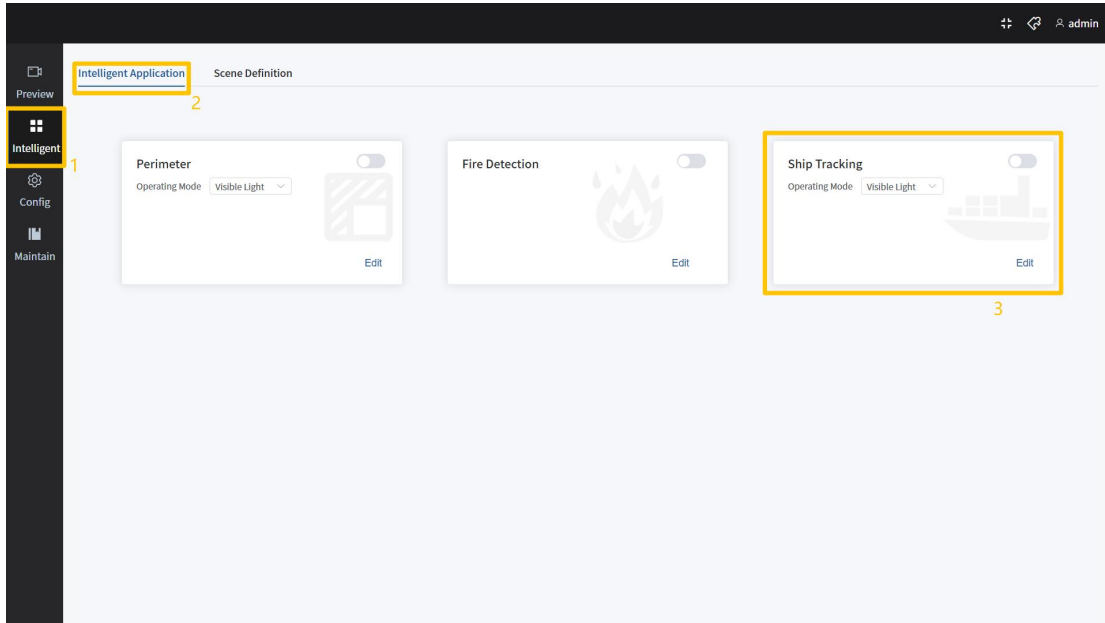 admin
Preview
Intelligent
Config
Maintain
Intelligent Application
Scene Definition
1
2
Perimeter
Operating Mode Visible Light
Edit
Fire Detection
Edit
Ship Tracking
Operating Mode Visible Light
Edit
3